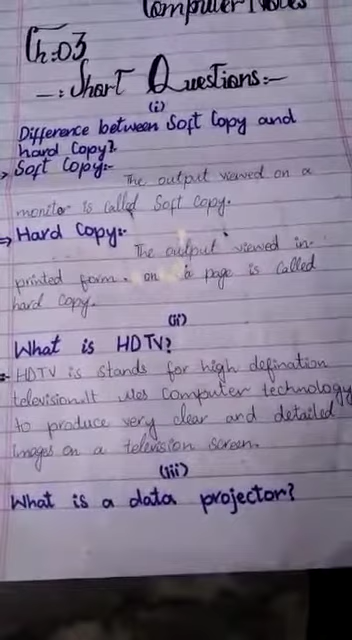 Computer Notes
Ch:03
-: Short Questions:-
(i)
Difference between Soft Copy and
hard Copy?
→ Soft Copy:-
The output viewed on a
monitor is called Soft Copy.
→ Hard Copy:-
The output viewed in
printed form. on a page is called
hard copy.
(ii)
What is HDTV?
HDTV is stands for high defination
television.It uses Computer technology
to produce very clear and detailed
images on a television screen.
(iii)
What is a data projector?